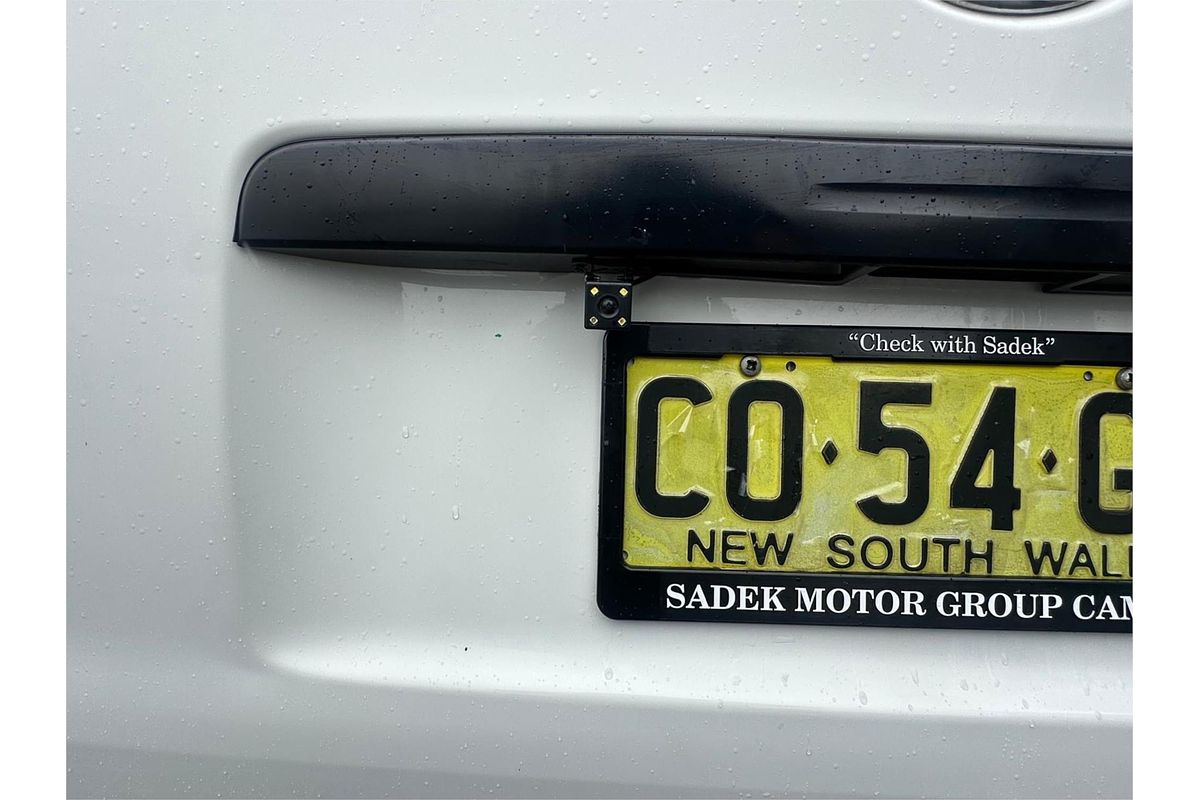 “Check with Sadek”
CO·54·G
NEW SOUTH WAL
SADEK MOTOR GROUP CAM